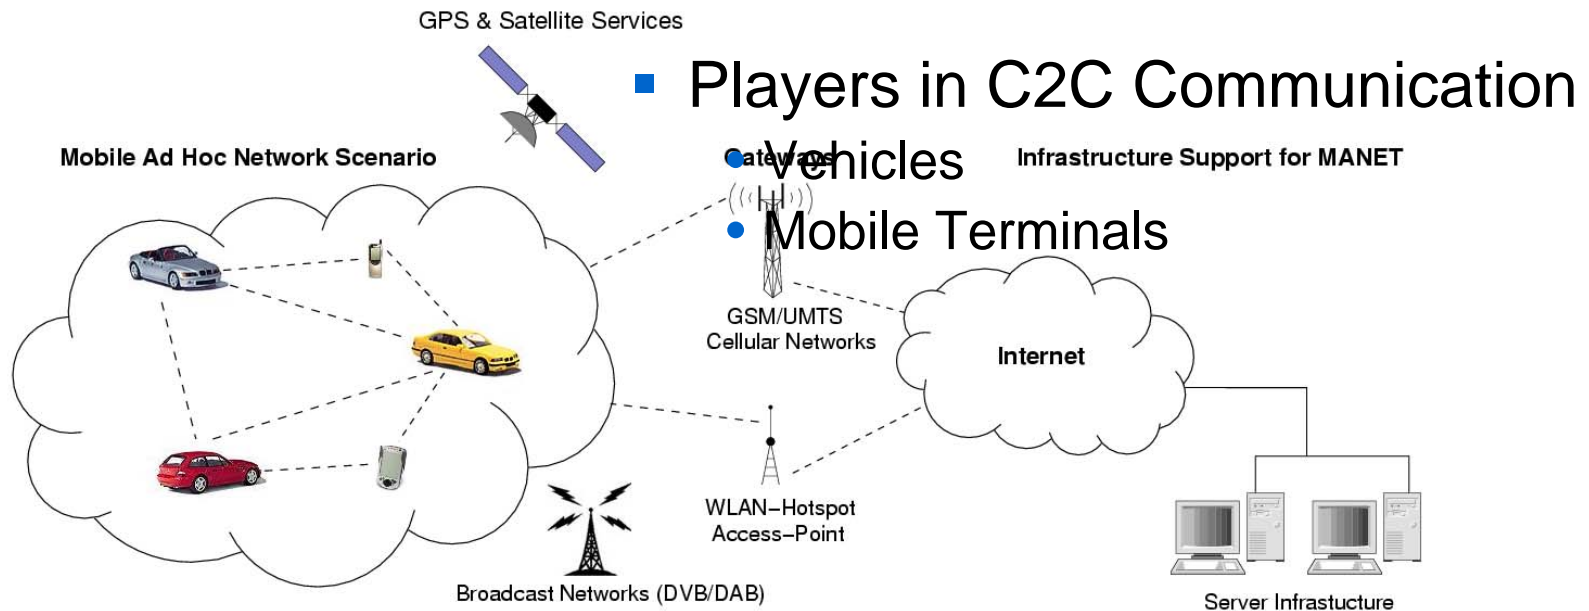 GPS & Satellite Services
Players in C2C Communication
Mobile Ad Hoc Network Scenario
Gateways
Vehicles
Infrastructure Support for MANET
Mobile Terminals
GSM/UMTS
Cellular Networks
Internet
WLAN-Hotspot
Access-Point
Broadcast Networks (DVB/DAB)
Server Infrastucture